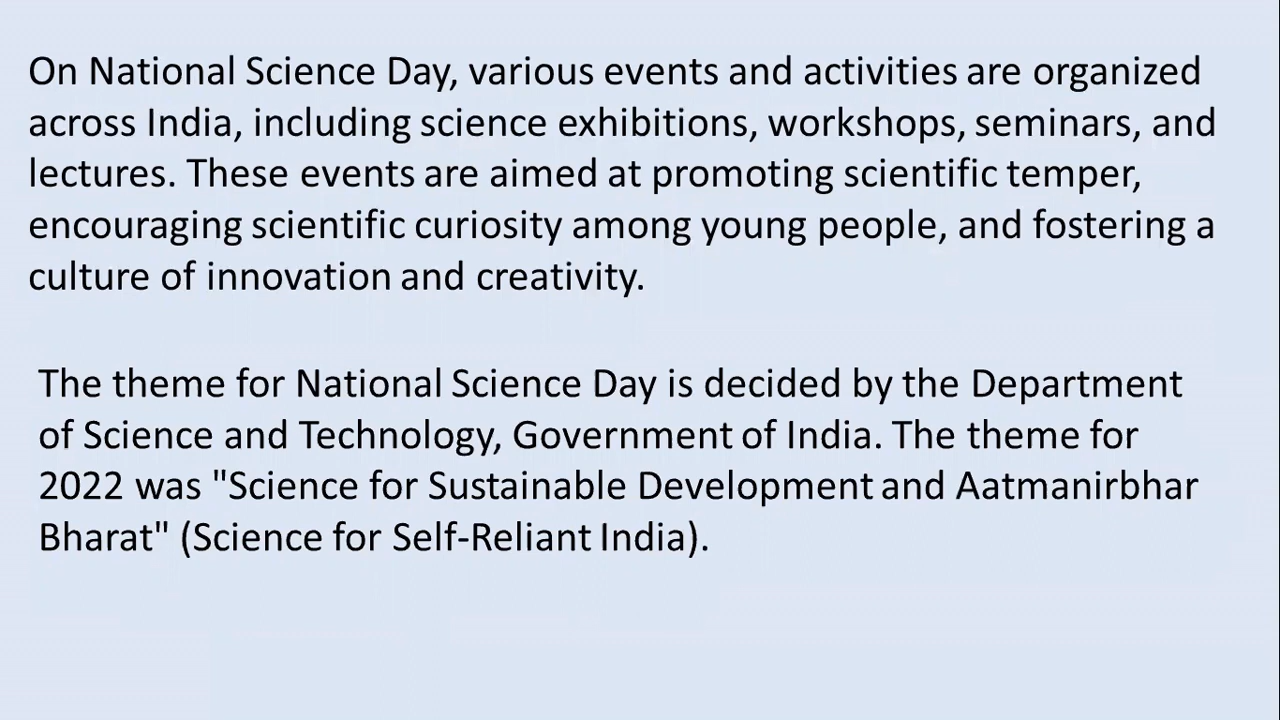 On National Science Day, various events and activities are organized
across India, including science exhibitions, workshops, seminars, and
lectures. These events are aimed at promoting scientific temper,
encouraging scientific curiosity among young people, and fostering a
culture of innovation and creativity.
The theme for National Science Day is decided by the Department
of Science and Technology, Government of India. The theme for
2022 was "Science for Sustainable Development and Aatmanirbhar
Bharat" (Science for Self-Reliant India).